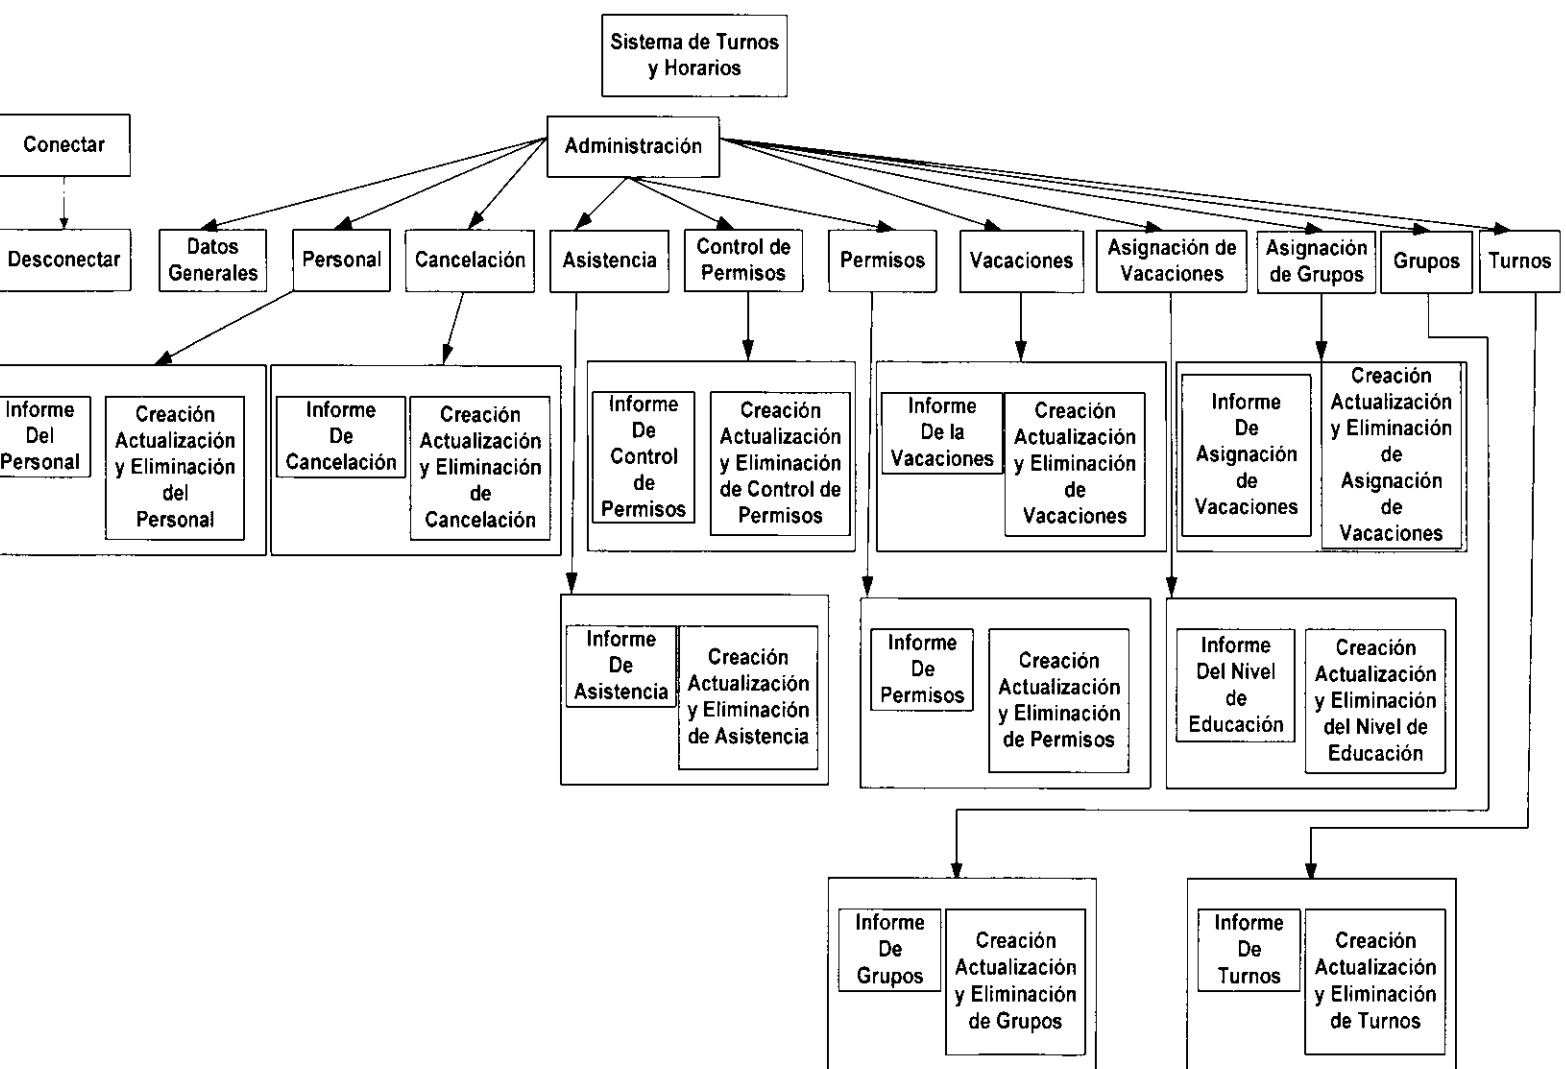 Sistema de Turnos
y Horarios
Conectar
Administración
Desconectar
Datos
Generales
Personal
Cancelación
Asistencia
Control de
Permisos
Permisos
Vacaciones
Asignación de
Vacaciones
Asignación
de Grupos
Grupos
Turnos
Informe
Del
Personal
Creación
Actualización
y Eliminación
del
Personal
Informe
De
Cancelación
Creación
Actualización
y Eliminación
de
Cancelación
Informe
De
Control
de
Permisos
Creación
Actualización
y Eliminación
de Control de
Permisos
Informe
De la
Vacaciones
Creación
Actualización
y Eliminación
de
Vacaciones
Informe
De
Asignación
de
Vacaciones
Creación
Actualización
y Eliminación
de
Asignación
de
Vacaciones
Informe
De
Asistencia
Creación
Actualización
y Eliminación
de Asistencia
Informe
De
Permisos
Creación
Actualización
y Eliminación
de Permisos
Informe
Del Nivel
de
Educación
Creación
Actualización
y Eliminación
del Nivel de
Educación
Informe
De
Grupos
Creación
Actualización
y Eliminación
de Grupos
Informe
De
Turnos
Creación
Actualización
y Eliminación
de Turnos